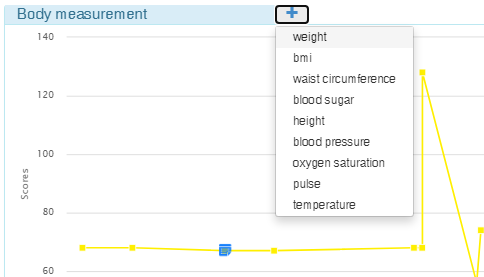 Body measurement +
140
weight
bmi
waist circumference
120
blood sugar
height
100
blood pressure
oxygen saturation
Scores
pulse
80
temperature
60